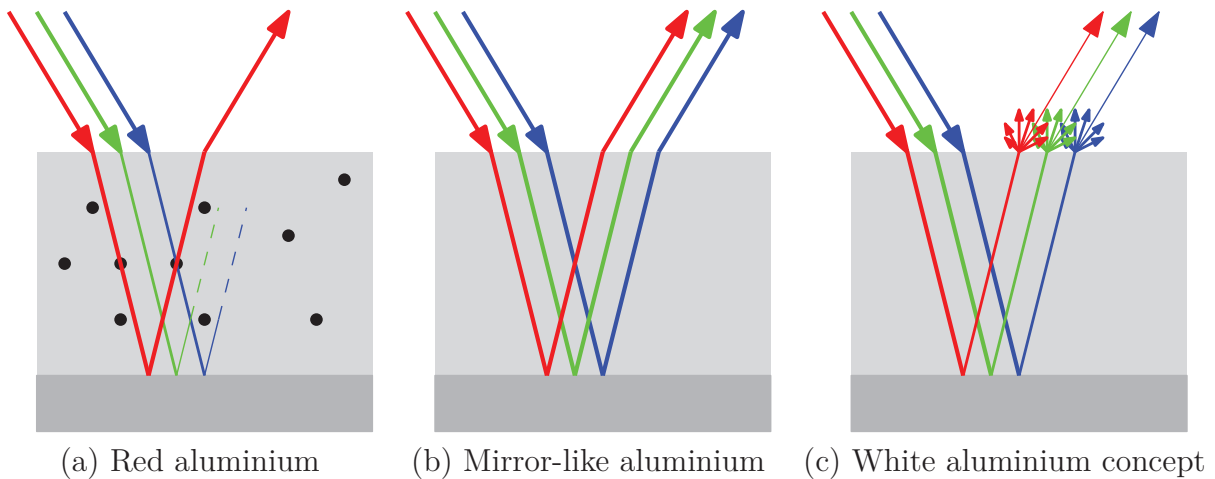 (a) Red aluminium
(b) Mirror-like aluminium
(c) White aluminium concept